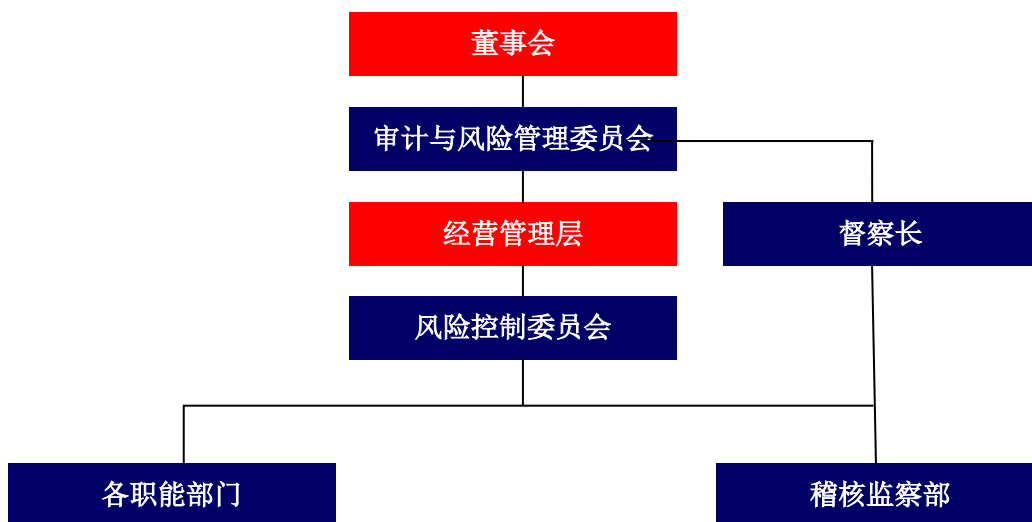 董事会
审计与风险管理委员会
经营管理层
督察长
风险控制委员会
各职能部门
稽核监察部